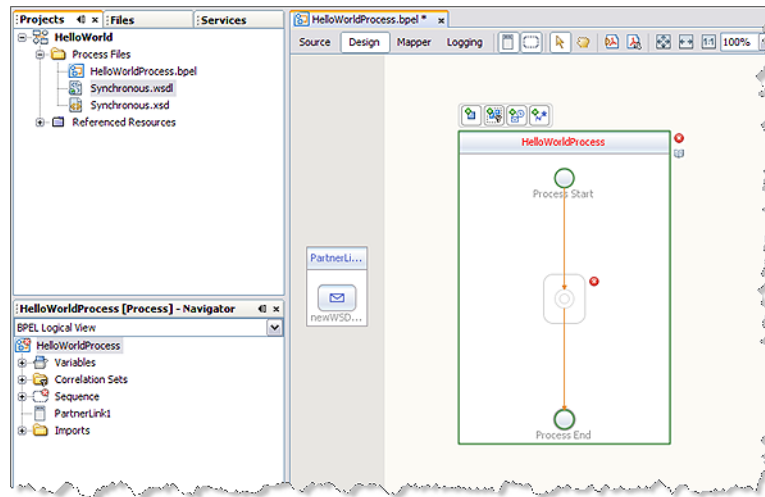 Projects
Files
Services
HelloWorld
Process Files
HelloWorldProcess.bpel
Synchronous.wsdl
Synchronous.xsd
Referenced Resources
HelloWorldProcess [Process] - Navigator
BPEL Logical View
HelloWorldProcess
Variables
Correlation Sets
Sequence
PartnerLink1
Imports
HelloWorldProcess.bpel *
Source Design Mapper Logging 1:1 100%
HelloWorldProcess
Process Start
PartnerLi...
newWSD...
Process End